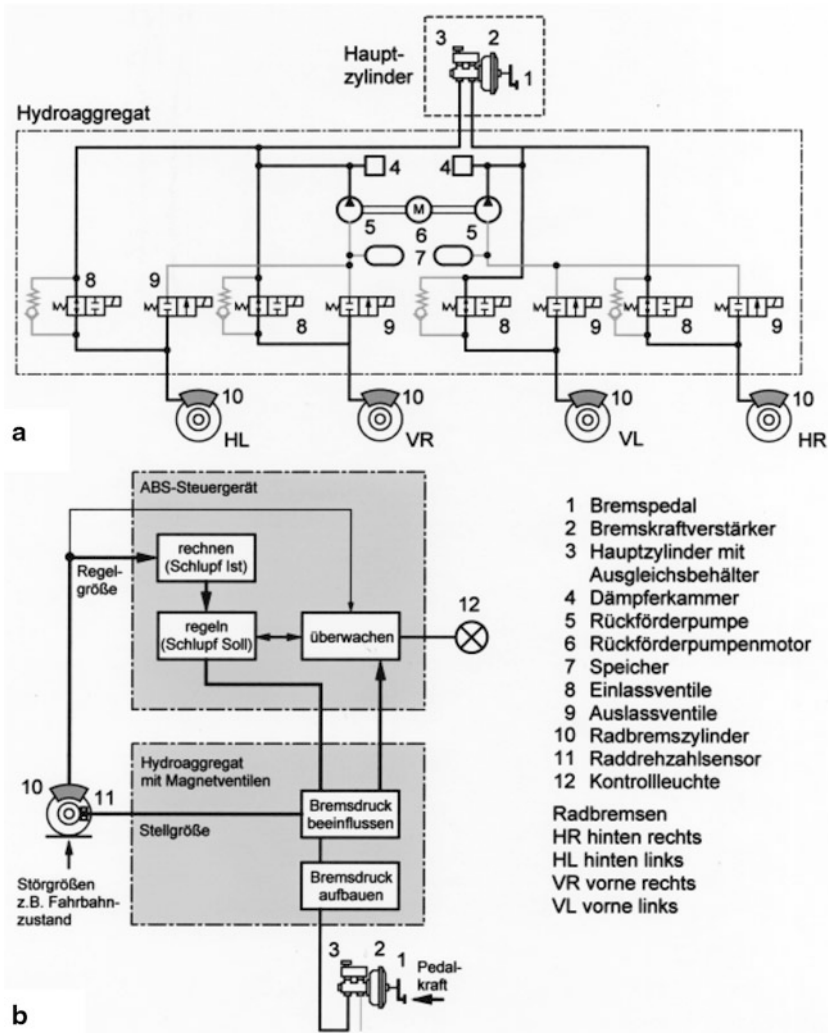 3
2
Haupt-
zylinder
1
Hydroaggregat
4
4
5
M
6
5
7
8
9
8
9
8
9
8
9
10
HL
10
VR
10
VL
10
HR
a
ABS-Steuergerät
rechnen
(Schlupf Ist)
Regel-
größe
regeln
(Schlupf Soll)
überwachen
12
Hydroaggregat
mit Magnetventilen
10
11
Bremsdruck
beeinflussen
Stellgröße
Bremsdruck
aufbauen
Störgrößen
z.B. Fahrbahn-
zustand
3
2
1
Pedal-
kraft
b
1 Bremspedal
2 Bremskraftverstärker
3 Hauptzylinder mit
Ausgleichsbehälter
4 Dämpferkammer
5 Rückförderpumpe
6 Rückförderpumpenmotor
7 Speicher
8 Einlassventile
9 Auslassventile
10 Radbremszylinder
11 Raddrehzahlsensor
12 Kontrollleuchte
Radbremsen
HR hinten rechts
HL hinten links
VR vorne rechts
VL vorne links